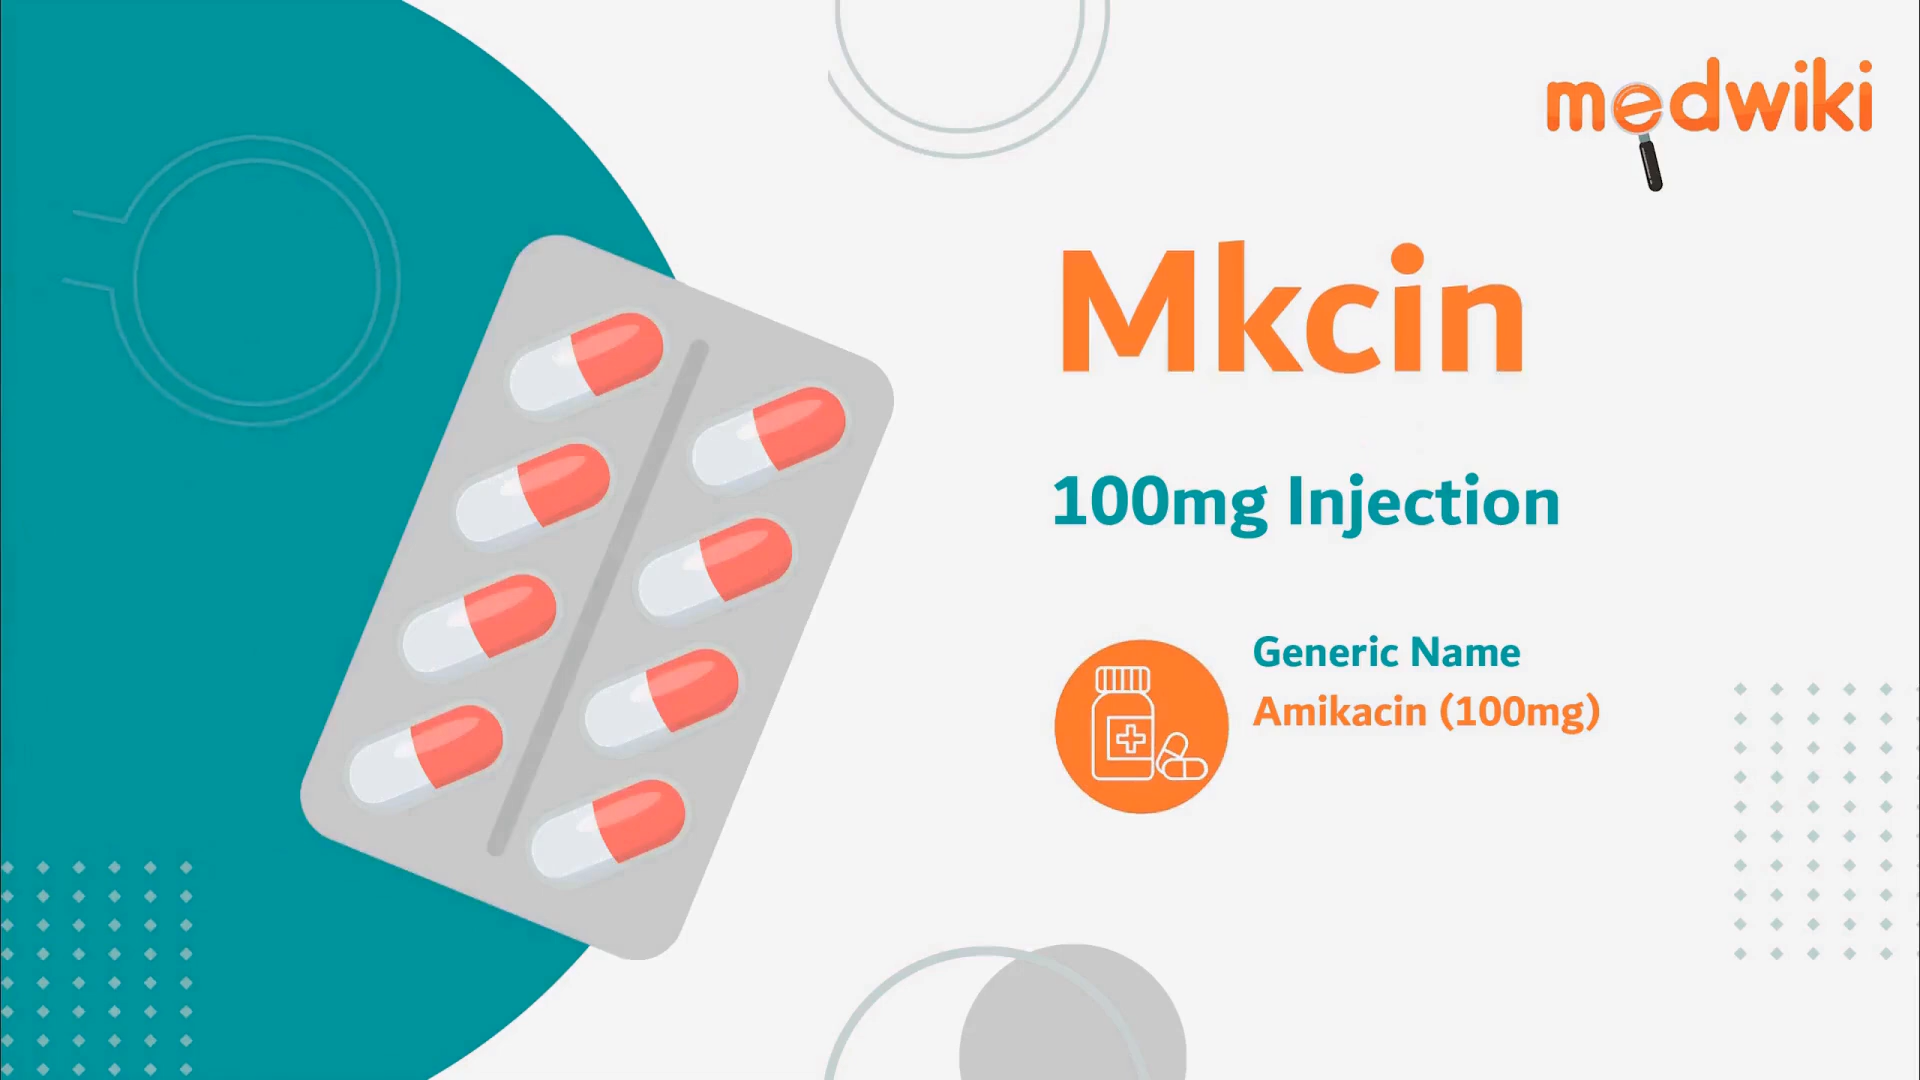 medwiki
Mkcin
100mg Injection
Generic Name
Amikacin (100mg)